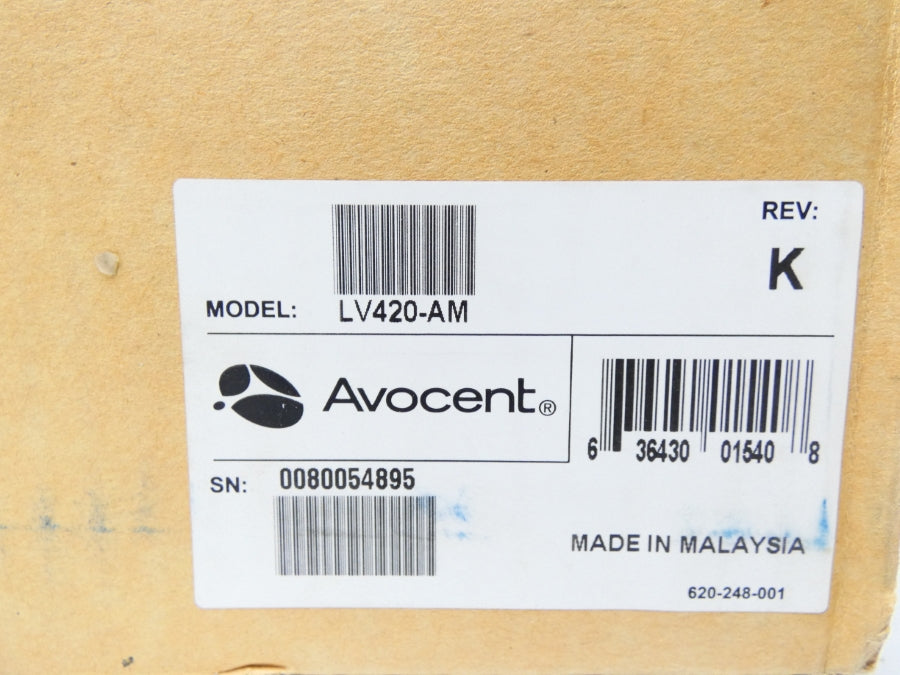 REV:
K
MODEL: LV420-AM
Avocent®
6 36430 01540 8
SN: 0080054895
MADE IN MALAYSIA
620-248-001